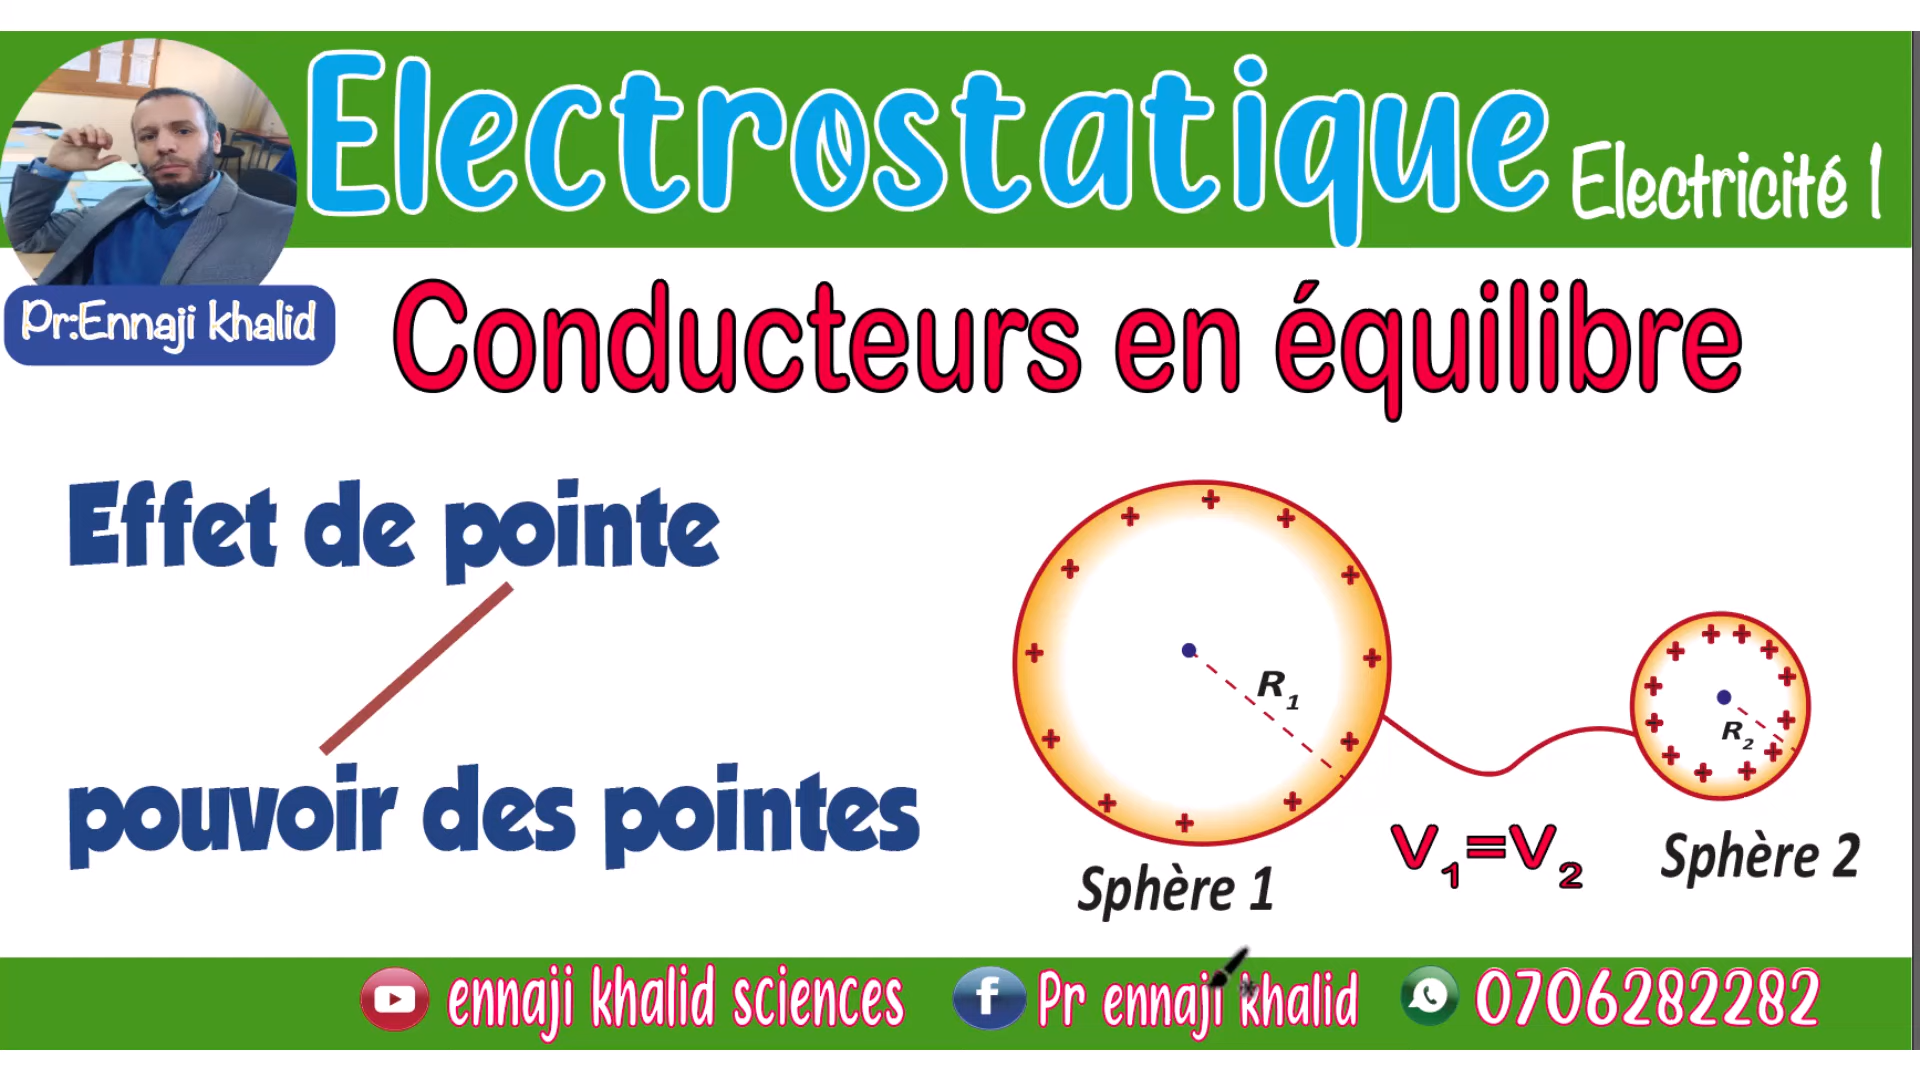 Electrostatique
Electricité 1
Pr:Ennaji khalid
Conducteurs en équilibre
Effet de pointe
pouvoir des pointes
R1
R2
V1=V2
Sphère 1
Sphère 2
ennaji khalid sciences
Pr ennaji khalid
0706282282